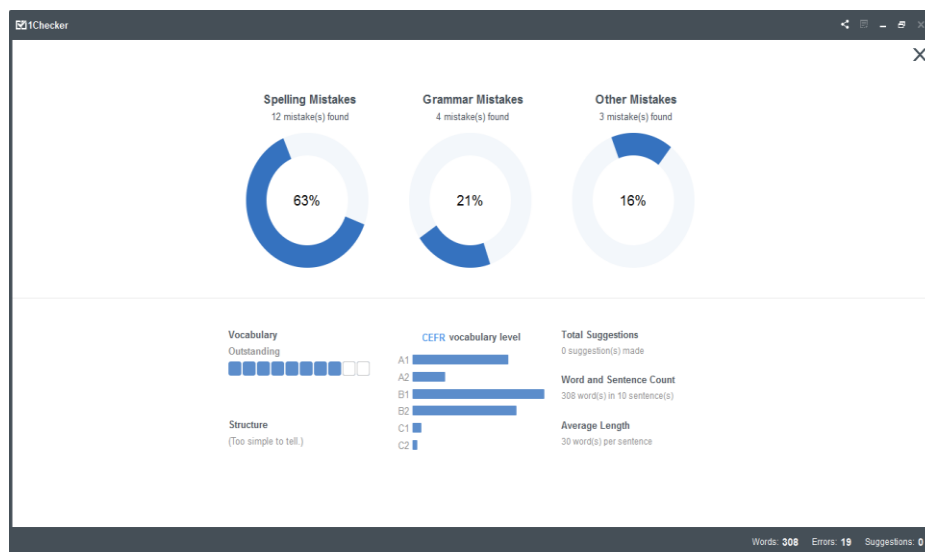 1Checker
Spelling Mistakes
12 mistake(s) found
63%
Grammar Mistakes
4 mistake(s) found
21%
Other Mistakes
3 mistake(s) found
16%
Vocabulary
Outstanding
Structure
(Too simple to tell.)
CEFR vocabulary level
A1
A2
B1
B2
C1
C2
Total Suggestions
0 suggestion(s) made
Word and Sentence Count
308 word(s) in 10 sentence(s)
Average Length
30 word(s) per sentence
Words: 308 Errors: 19 Suggestions: 0